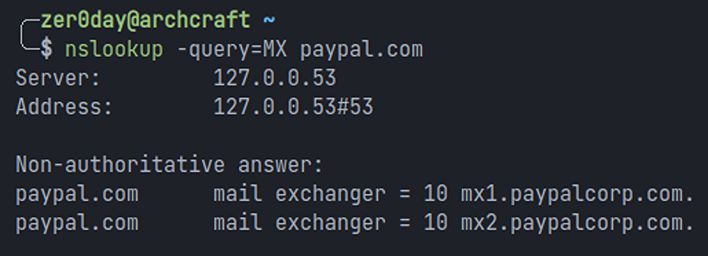 zer0day@archcraft ~
$ nslookup -query=MX paypal.com
Server: 127.0.0.53
Address: 127.0.0.53#53
Non-authoritative answer:
paypal.com mail exchanger = 10 mx1.paypalcorp.com.
paypal.com mail exchanger = 10 mx2.paypalcorp.com.